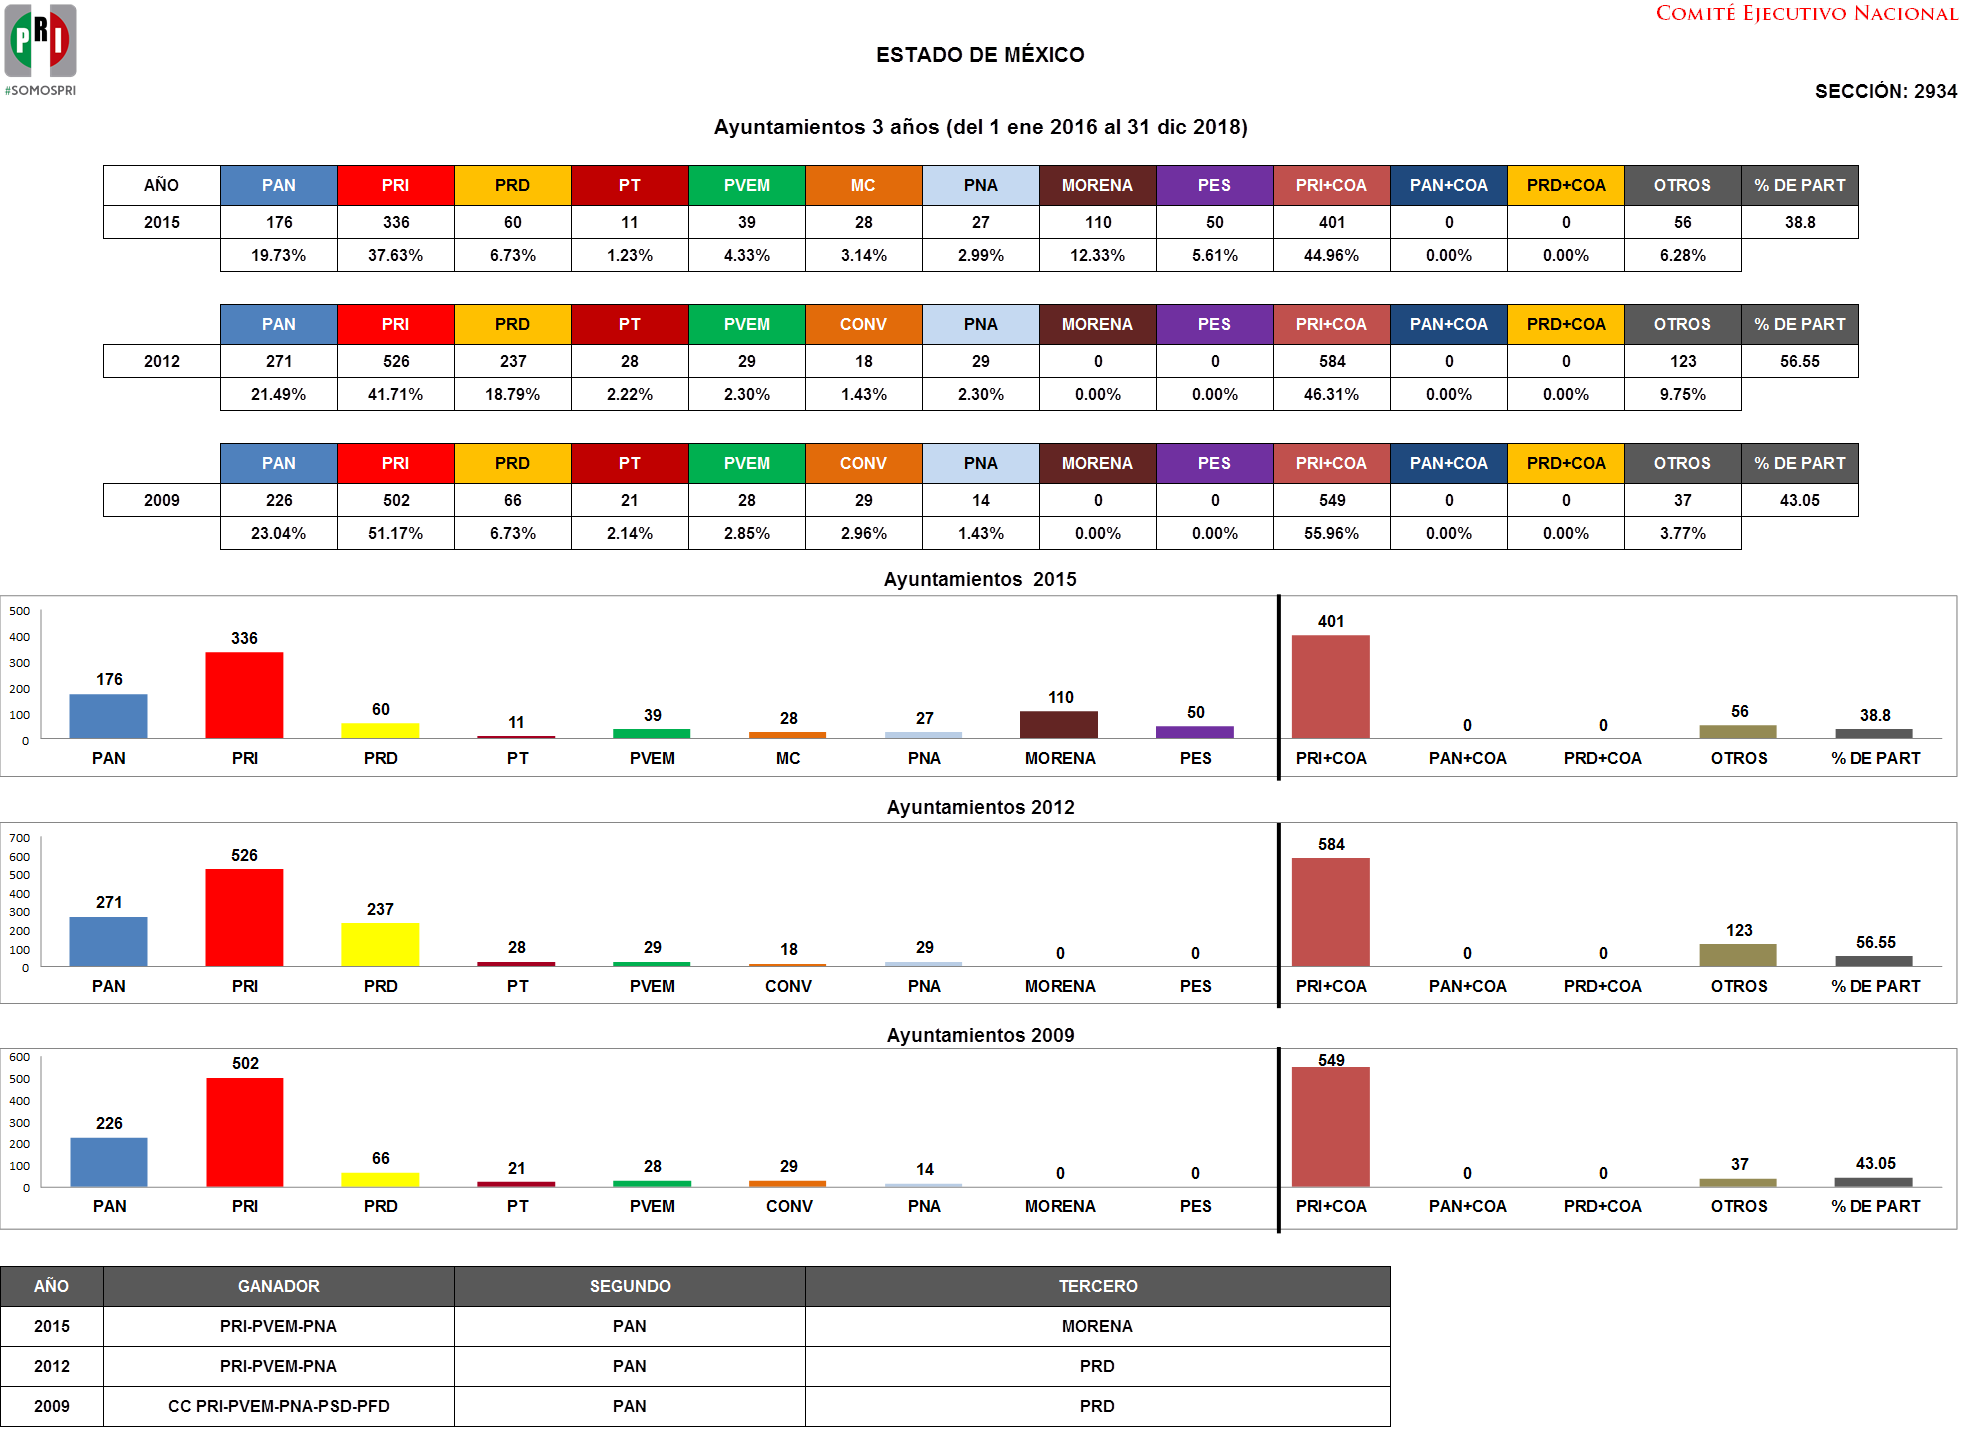 PRI
#SOMOSPRI
COMITÉ EJECUTIVO NACIONAL
ESTADO DE MÉXICO
SECCIÓN: 2934
Ayuntamientos 3 años (del 1 ene 2016 al 31 dic 2018)
AÑO PAN PRI PRD PT PVEM MC PNA MORENA PES PRI+COA PAN+COA PRD+COA OTROS % DE PART
2015 176 336 60 11 39 28 27 110 50 401 0 0 56 38.8
19.73% 37.63% 6.73% 1.23% 4.33% 3.14% 2.99% 12.33% 5.61% 44.96% 0.00% 0.00% 6.28%
PAN PRI PRD PT PVEM CONV PNA MORENA PES PRI+COA PAN+COA PRD+COA OTROS % DE PART
2012 271 526 237 28 29 18 29 0 0 584 0 0 123 56.55
21.49% 41.71% 18.79% 2.22% 2.30% 1.43% 2.30% 0.00% 0.00% 46.31% 0.00% 0.00% 9.75%
PAN PRI PRD PT PVEM CONV PNA MORENA PES PRI+COA PAN+COA PRD+COA OTROS % DE PART
2009 226 502 66 21 28 29 14 0 0 549 0 0 37 43.05
23.04% 51.17% 6.73% 2.14% 2.85% 2.96% 1.43% 0.00% 0.00% 55.96% 0.00% 0.00% 3.77%
Ayuntamientos 2015
500
400
300
200
100
0
176 336 60 11 39 28 27 110 50 401 0 0 56 38.8
PAN PRI PRD PT PVEM MC PNA MORENA PES PRI+COA PAN+COA PRD+COA OTROS % DE PART
Ayuntamientos 2012
700
600
500
400
300
200
100
0
271 526 237 28 29 18 29 0 0 584 0 0 123 56.55
PAN PRI PRD PT PVEM CONV PNA MORENA PES PRI+COA PAN+COA PRD+COA OTROS % DE PART
Ayuntamientos 2009
600
500
400
300
200
100
0
226 502 66 21 28 29 14 0 0 549 0 0 37 43.05
PAN PRI PRD PT PVEM CONV PNA MORENA PES PRI+COA PAN+COA PRD+COA OTROS % DE PART
AÑO GANADOR SEGUNDO TERCERO
2015 PRI-PVEM-PNA PAN MORENA
2012 PRI-PVEM-PNA PAN PRD
2009 CC PRI-PVEM-PNA-PSD-PFD PAN PRD